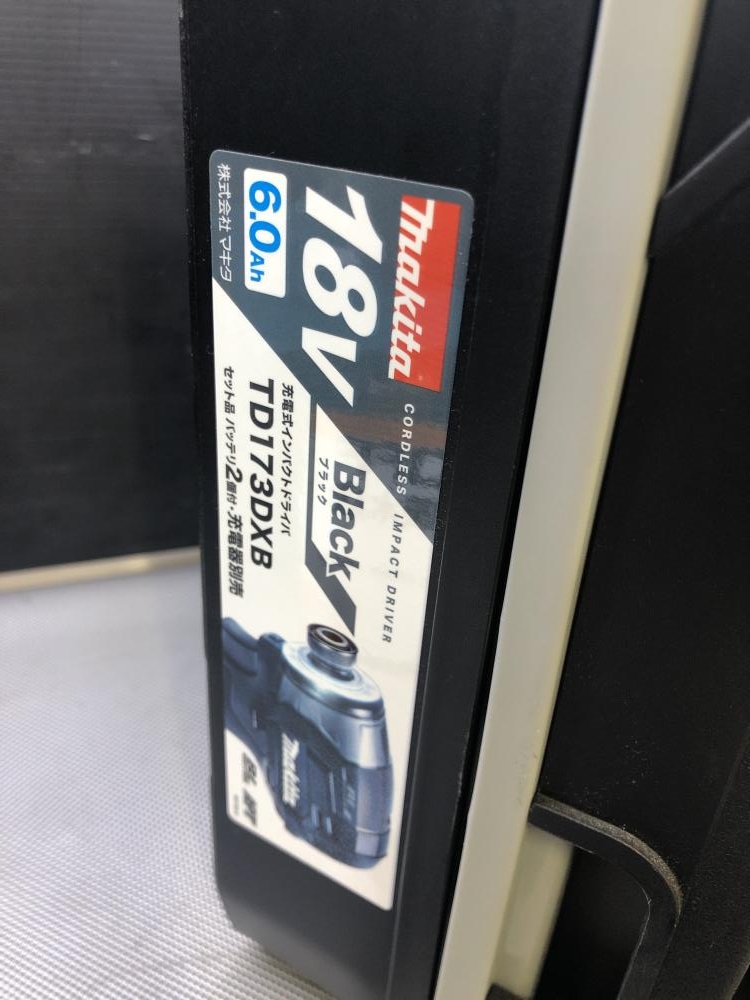 makita
CORDLESS IMPACT DRIVER
18V
Black
ブラック
6.0Ah
充電式インパクトドライバ
TD173DXB
株式会社 マキタ
セット品 バッテリ2個付・充電器別売
makita